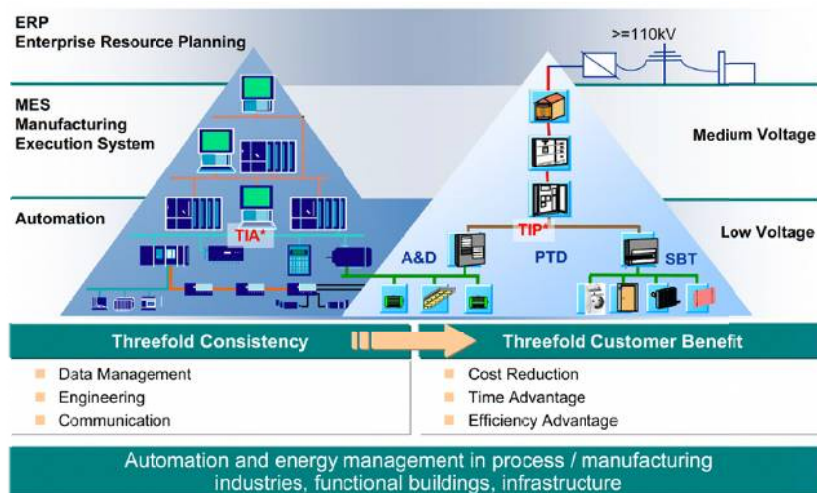 ERP
Enterprise Resource Planning
>=110kV
MES
Manufacturing
Execution System
Medium Voltage
Automation
Low Voltage
TIA*
TIP*
A&D
PTD
SBT
Threefold Consistency
Threefold Customer Benefit
Data Management
Engineering
Communication
Cost Reduction
Time Advantage
Efficiency Advantage
Automation and energy management in process / manufacturing
industries, functional buildings, infrastructure